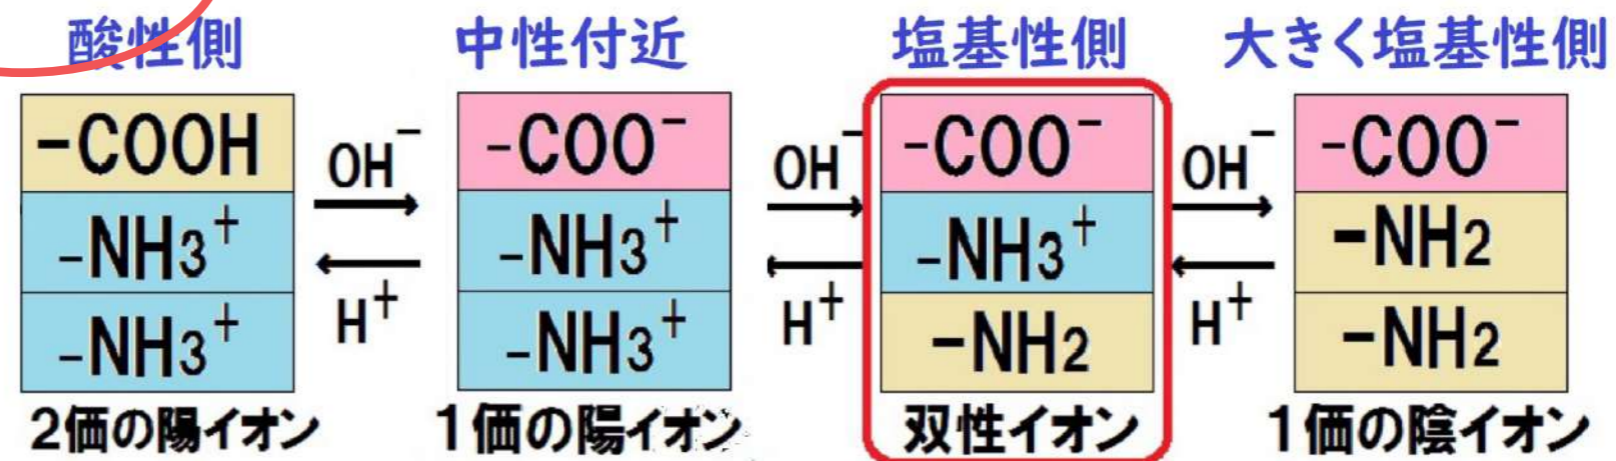 酸性側 中性付近 塩基性側 大きく塩基性側
-COOH OH⁻ -COO⁻ OH⁻ -COO⁻ OH⁻ -COO⁻
-NH3⁺ -NH3⁺ -NH3⁺ -NH2
-NH3⁺ H⁺ -NH3⁺ H⁺ -NH2 H⁺ -NH2
2価の陽イオン 1価の陽イオン 双性イオン 1価の陰イオン